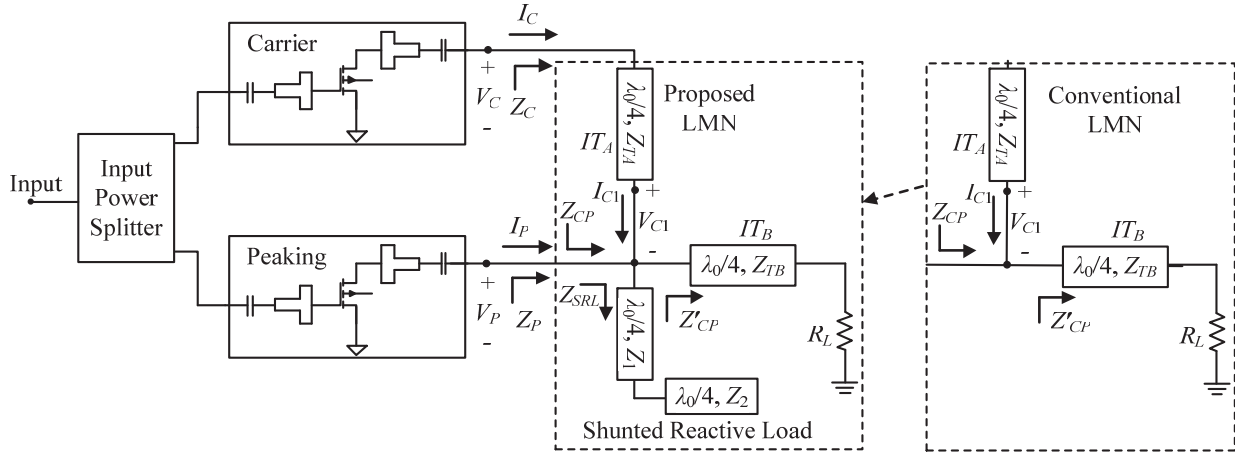 Input
Input
Power
Splitter
Carrier
I_C
+
V_C
-
Z_C
Peaking
I_P
+
V_P
-
Z_P
Proposed
LMN
λ₀/4, Z_TA
IT_A
I_C1
+
V_C1
-
Z_CP
IT_B
λ₀/4, Z_TB
Z_SRL
Z'_CP
λ₀/4, Z_1
λ₀/4, Z_2
R_L
Shunted Reactive Load
Conventional
LMN
λ₀/4, Z_TA
IT_A
I_C1
+
V_C1
-
Z_CP
IT_B
λ₀/4, Z_TB
Z'_CP
R_L